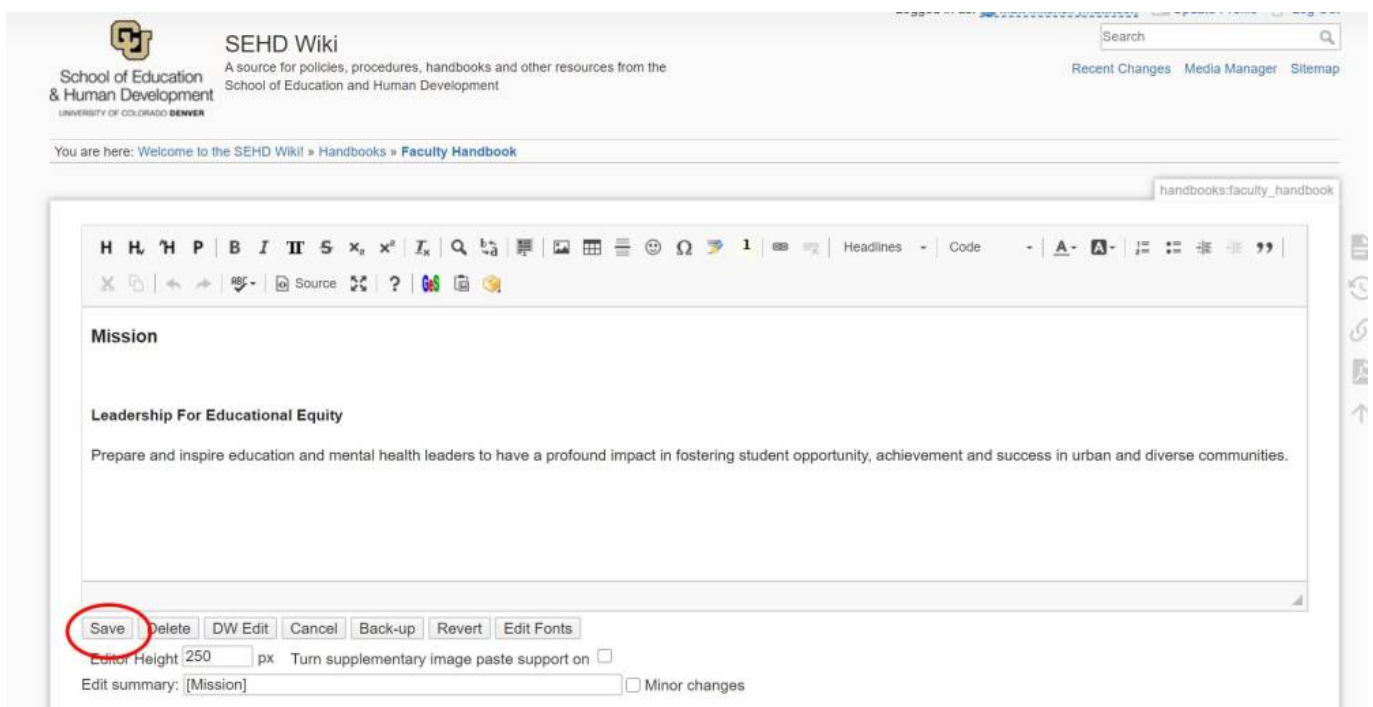 SEHD Wiki
A source for policies, procedures, handbooks and other resources from the
School of Education and Human Development
School of Education
& Human Development
UNIVERSITY OF COLORADO DENVER
Search
Recent Changes Media Manager Sitemap
You are here: Welcome to the SEHD Wiki! » Handbooks » Faculty Handbook
handbooks:faculty_handbook
Headlines Code
Source
Mission
Leadership For Educational Equity
Prepare and inspire education and mental health leaders to have a profound impact in fostering student opportunity, achievement and success in urban and diverse communities.
Save Delete DW Edit Cancel Back-up Revert Edit Fonts
Editor Height 250 px Turn supplementary image paste support on
Edit summary: [Mission] Minor changes